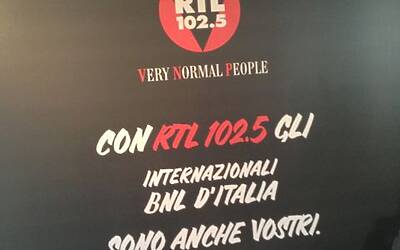 RTL
102.5
VERY NORMAL PEOPLE
CON RTL 102.5 GLI
INTERNAZIONALI
BNL D'ITALIA
SONO ANCHE VOSTRI.